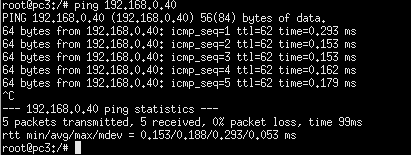 root@pc3:/# ping 192.168.0.40
PING 192.168.0.40 (192.168.0.40) 56(84) bytes of data.
64 bytes from 192.168.0.40: icmp_seq=1 ttl=62 time=0.293 ms
64 bytes from 192.168.0.40: icmp_seq=2 ttl=62 time=0.153 ms
64 bytes from 192.168.0.40: icmp_seq=3 ttl=62 time=0.153 ms
64 bytes from 192.168.0.40: icmp_seq=4 ttl=62 time=0.162 ms
64 bytes from 192.168.0.40: icmp_seq=5 ttl=62 time=0.179 ms
^C
--- 192.168.0.40 ping statistics ---
5 packets transmitted, 5 received, 0% packet loss, time 99ms
rtt min/avg/max/mdev = 0.153/0.188/0.293/0.053 ms
root@pc3:/#